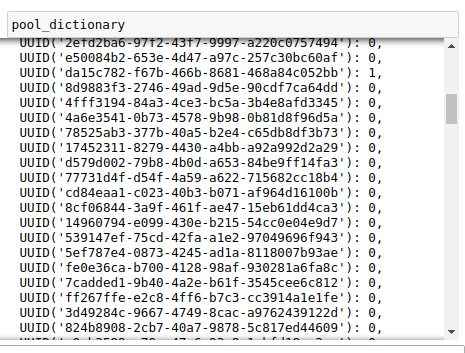 pool_dictionary
UUID('2efd2ba6-97f2-43f7-9997-a220c0757494'): 0,
UUID('e50084b2-653e-4d47-a97c-257c30bc60af'): 0,
UUID('da15c782-f67b-466b-8681-468a84c052bb'): 1,
UUID('8d9883f3-2746-49ad-9d5e-90cdf7ca64dd'): 0,
UUID('4fff3194-84a3-4ce3-bc5a-3b4e8afd3345'): 0,
UUID('4a6e3541-0b73-4578-9b98-0b81d8f96d5a'): 0,
UUID('78525ab3-377b-40a5-b2e4-c65db8df3b73'): 0,
UUID('17452311-8279-4430-a4bb-a92a992d2a29'): 0,
UUID('d579d002-79b8-4b0d-a653-84be9ff14fa3'): 0,
UUID('77731d4f-d54f-4a59-a622-715682cc18b4'): 0,
UUID('cd84eaa1-c023-40b3-b071-af964d16100b'): 0,
UUID('8cf06844-3a9f-461f-ae47-15eb61dd4ca3'): 0,
UUID('14960794-e099-430e-b215-54cc0e04e9d7'): 0,
UUID('539147ef-75cd-42fa-a1e2-97049696f943'): 0,
UUID('5ef787e4-0873-4245-ad1a-8118007b93ae'): 0,
UUID('fe0e36ca-b700-4128-98af-930281a6fa8c'): 0,
UUID('7cadded1-9b40-4a2e-b61f-3545cee6c812'): 0,
UUID('ff267ffe-e2c8-4ff6-b7c3-cc3914a1e1fe'): 0,
UUID('3d49284c-9667-4749-8cac-a9762439122d'): 0,
UUID('824b8908-2cb7-40a7-9878-5c817ed44609'): 0,